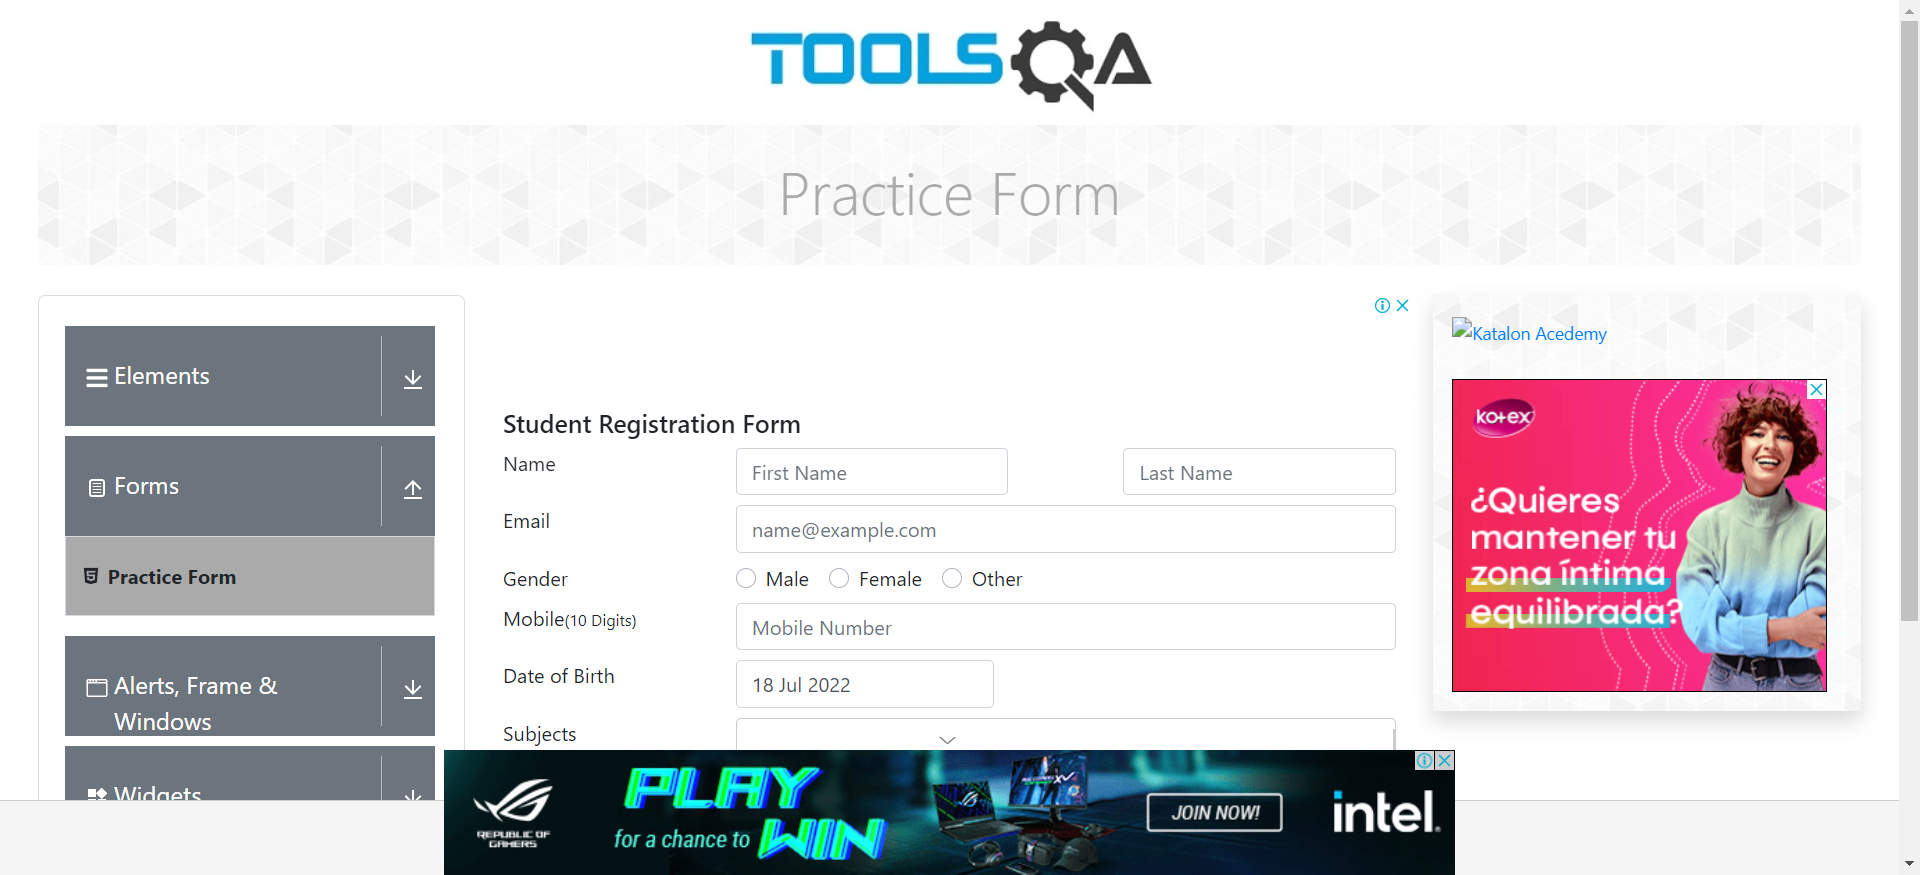 TOOLSQA
Practice Form
Elements
Forms
Practice Form
Alerts, Frame &
Windows
Widgets
Student Registration Form
Name
First Name
Last Name
Email
name@example.com
Gender
Male
Female
Other
Mobile(10 Digits)
Mobile Number
Date of Birth
18 Jul 2022
Subjects
Katalon Acedemy
kotex
¿Quieres
mantener tu
zona íntima
equilibrada?
REPUBLIC OF
GAMERS
PLAY
for a chance to WIN
JOIN NOW!
intel.